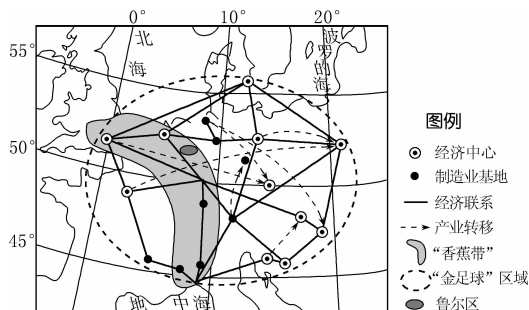 0° 10° 20°
55°
50°
45°
北海
波罗的海
地中海
图例
经济中心
制造业基地
经济联系
产业转移
“香蕉带”
“金足球”区域
鲁尔区